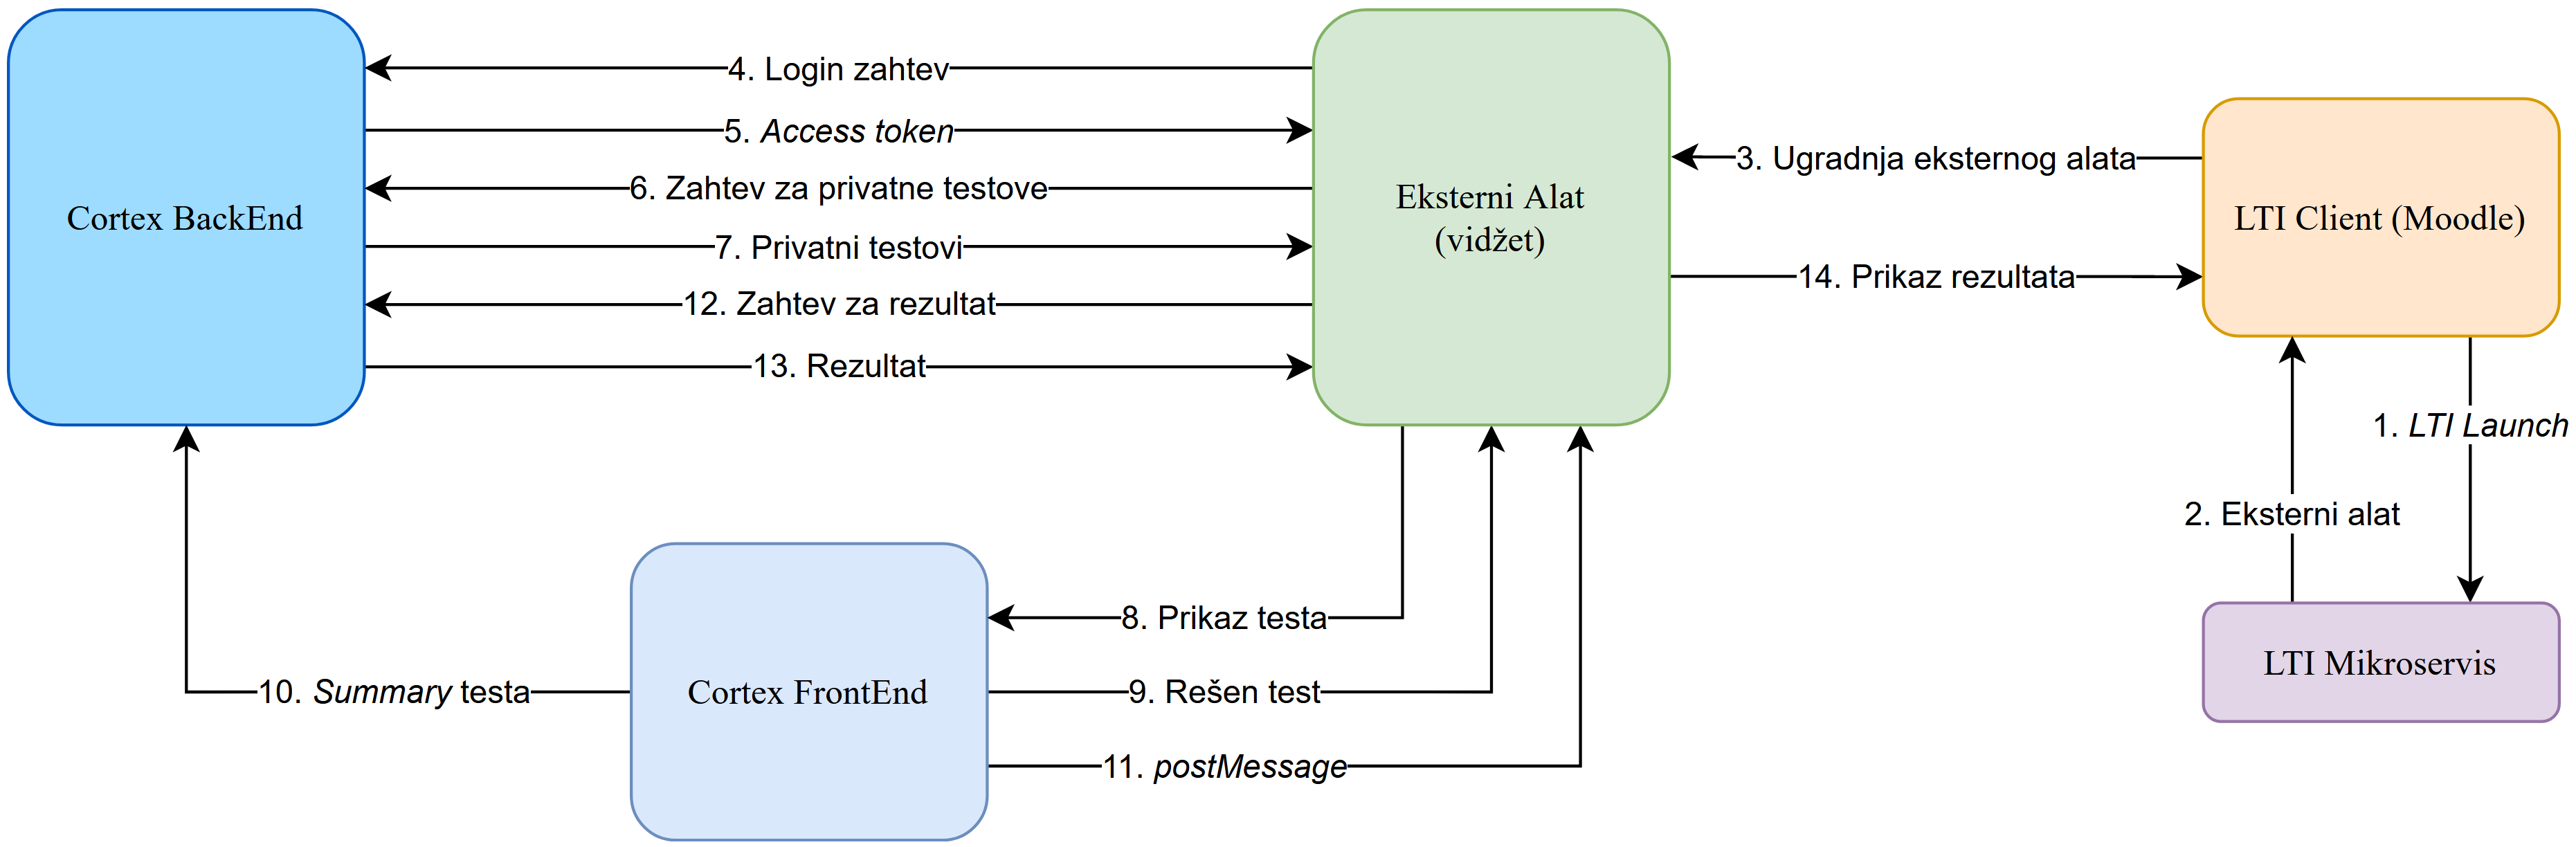 4. Login zahtev
5. Access token
6. Zahtev za privatne testove
7. Privatni testovi
12. Zahtev za rezultat
13. Rezultat
Cortex BackEnd
Eksterni Alat
(vidžet)
3. Ugradnja eksternog alata
14. Prikaz rezultata
LTI Client (Moodle)
1. LTI Launch
2. Eksterni alat
LTI Mikroservis
8. Prikaz testa
9. Rešen test
10. Summary testa
Cortex FrontEnd
11. postMessage